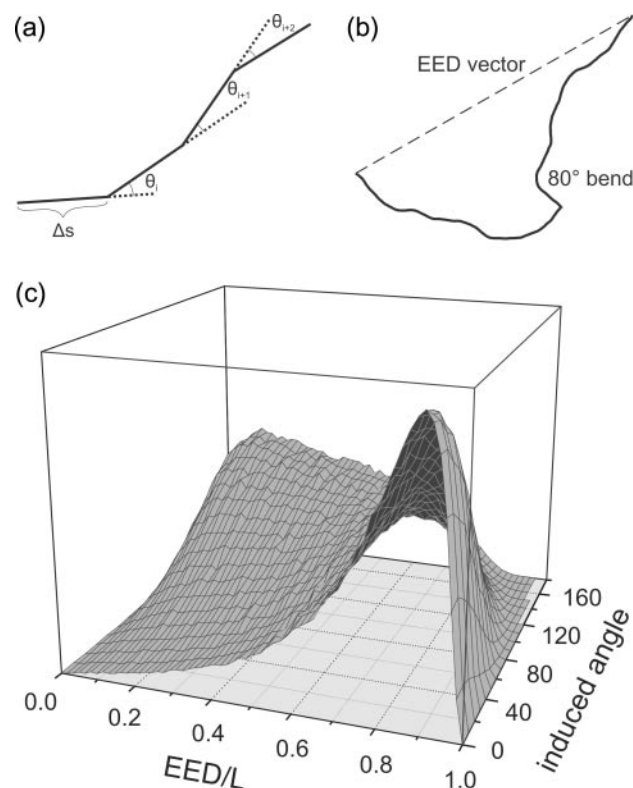 (a)
θi+2
θi+1
θi
Δs
(b)
EED vector
80° bend
(c)
0.0
0.2
0.4
0.6
0.8
1.0
EED/L
0
40
80
120
160
induced angle